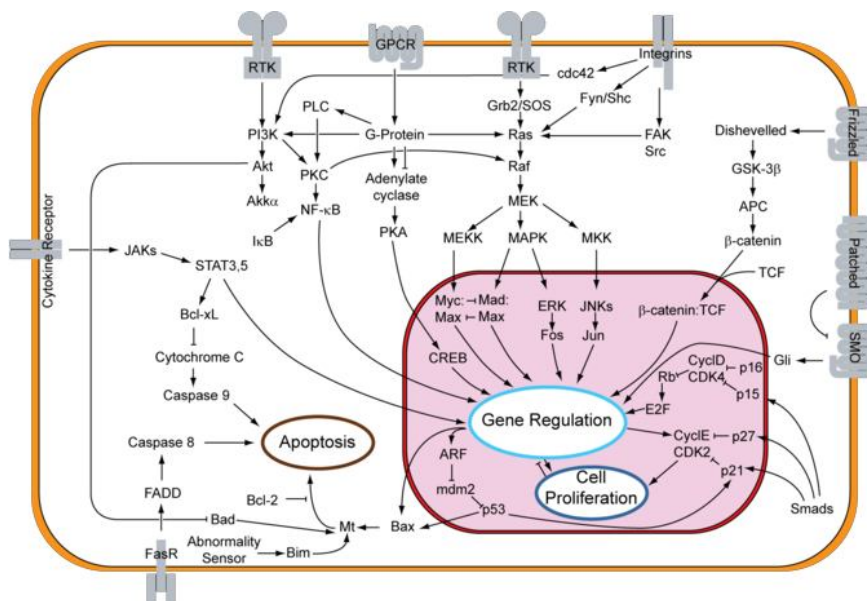 RTK
GPCR
RTK
Integrins
cdc42
PLC
Grb2/SOS
Fyn/Shc
PI3K
G-Protein
Ras
FAK
Src
Dishevelled
Frizzled
Akt
PKC
Adenylate
cyclase
Raf
GSK-3β
Akkα
NF-κB
MEK
APC
IκB
PKA
MEKK
MAPK
MKK
β-catenin
Cytokine Receptor
JAKs
STAT3,5
TCF
Patched
Myc:
Max
Mad:
Max
ERK
JNKs
β-catenin:TCF
Bcl-xL
Fos
Jun
SMO
Cytochrome C
CREB
Gli
CyclD
CDK4
p16
p15
Rb
Caspase 9
E2F
Gene Regulation
Apoptosis
Caspase 8
CyclE
CDK2
p27
p21
ARF
FADD
mdm2
Cell
Proliferation
Bcl-2
p53
Smads
Bad
Mt
Bax
FasR
Abnormality
Sensor
Bim